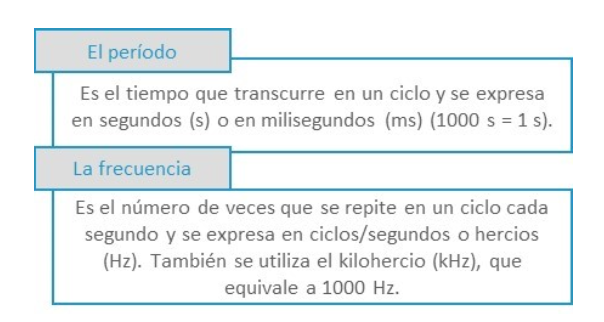 El período
Es el tiempo que transcurre en un ciclo y se expresa
en segundos (s) o en milisegundos (ms) (1000 s = 1 s).
La frecuencia
Es el número de veces que se repite en un ciclo cada
segundo y se expresa en ciclos/segundos o hercios
(Hz). También se utiliza el kilohercio (kHz), que
equivale a 1000 Hz.